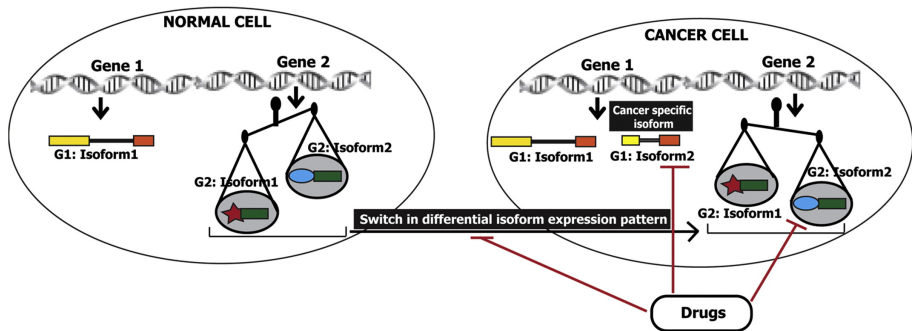 NORMAL CELL
Gene 1
Gene 2
G1: Isoform1
G2: Isoform2
G2: Isoform1
Switch in differential isoform expression pattern
CANCER CELL
Gene 1
Gene 2
Cancer specific
isoform
G1: Isoform1
G1: Isoform2
G2: Isoform2
G2: Isoform1
Drugs